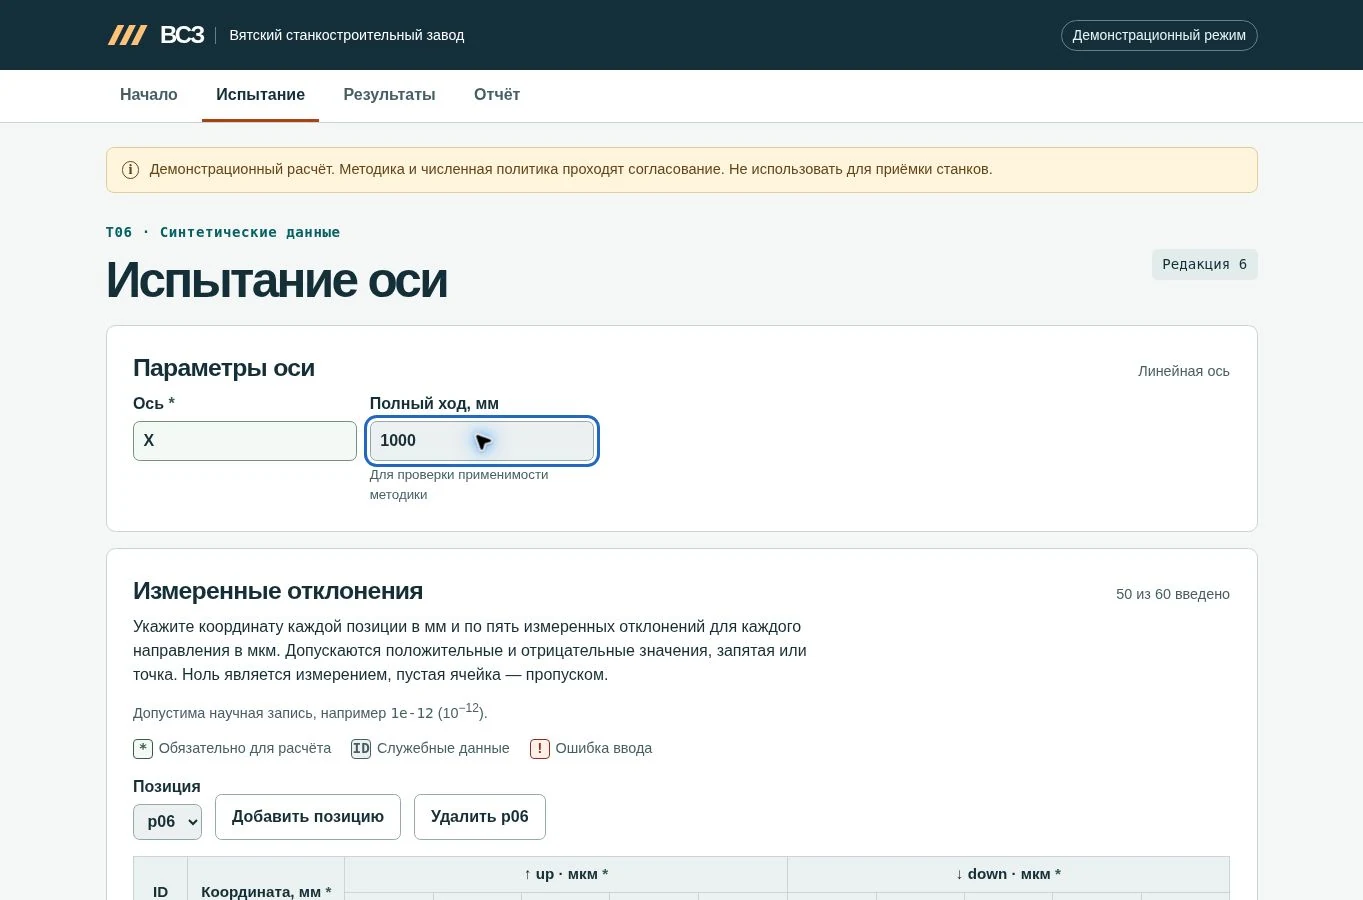 ВСЗ
Вятский станкостроительный завод
Демонстрационный режим
Начало
Испытание
Результаты
Отчёт
Демонстрационный расчёт. Методика и численная политика проходят согласование. Не использовать для приёмки станков.
T06 · Синтетические данные
Испытание оси
Редакция 6
Параметры оси
Линейная ось
Ось *
Полный ход, мм
X
1000
Для проверки применимости
методики
Измеренные отклонения
50 из 60 введено
Укажите координату каждой позиции в мм и по пять измеренных отклонений для каждого
направления в мкм. Допускаются положительные и отрицательные значения, запятая или
точка. Ноль является измерением, пустая ячейка — пропуском.
Допустима научная запись, например 1e-12 (10⁻¹²).
* Обязательно для расчёта
ID Служебные данные
! Ошибка ввода
Позиция
p06
Добавить позицию
Удалить p06
ID
Координата, мм *
↑ up · мкм *
↓ down · мкм *